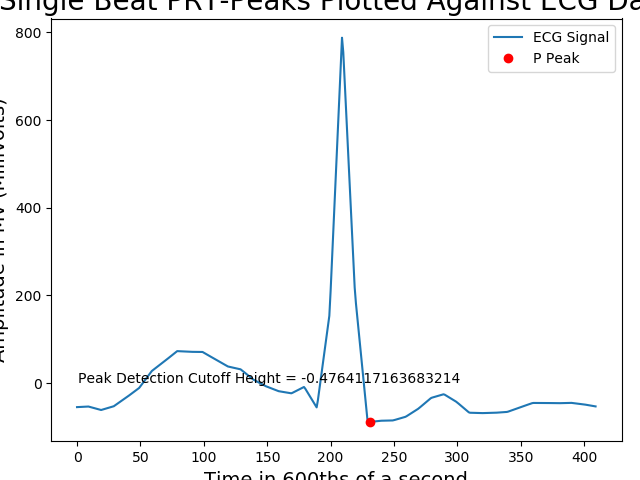 Single Beat PRT-Peaks Plotted Against ECG Da
ECG Signal
P Peak
Amplitude in MV (Millivolts)
800
600
400
200
0
Peak Detection Cutoff Height = -0.4764117163683214
0 50 100 150 200 250 300 350 400
Time in 600ths of a second